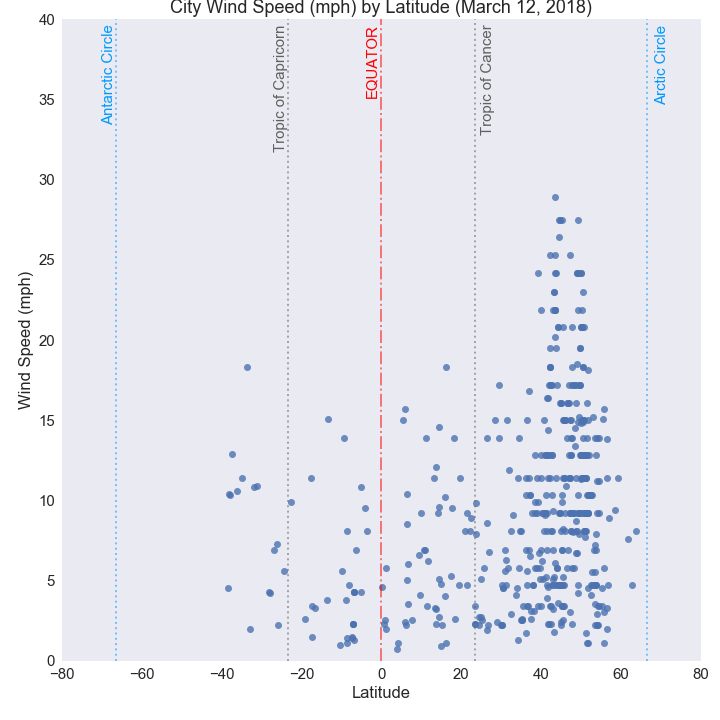 City Wind Speed (mph) by Latitude (March 12, 2018)
40
35
30
25
20
15
10
5
0
Wind Speed (mph)
Antarctic Circle
Tropic of Capricorn
EQUATOR
Tropic of Cancer
Arctic Circle
−80 −60 −40 −20 0 20 40 60 80
Latitude